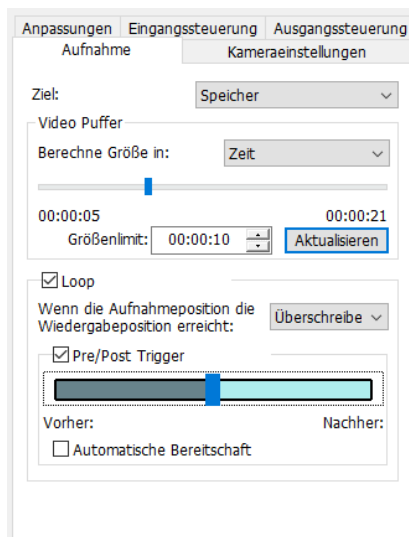 Anpassungen Eingangssteuerung Ausgangssteuerung
Aufnahme Kameraeinstellungen
Ziel: Speicher
Video Puffer
Berechne Größe in: Zeit
00:00:05 00:00:21
Größenlimit: 00:00:10 Aktualisieren
Loop
Wenn die Aufnahmeposition die
Wiedergabeposition erreicht: Überschreibe
Pre/Post Trigger
Vorher: Nachher:
Automatische Bereitschaft